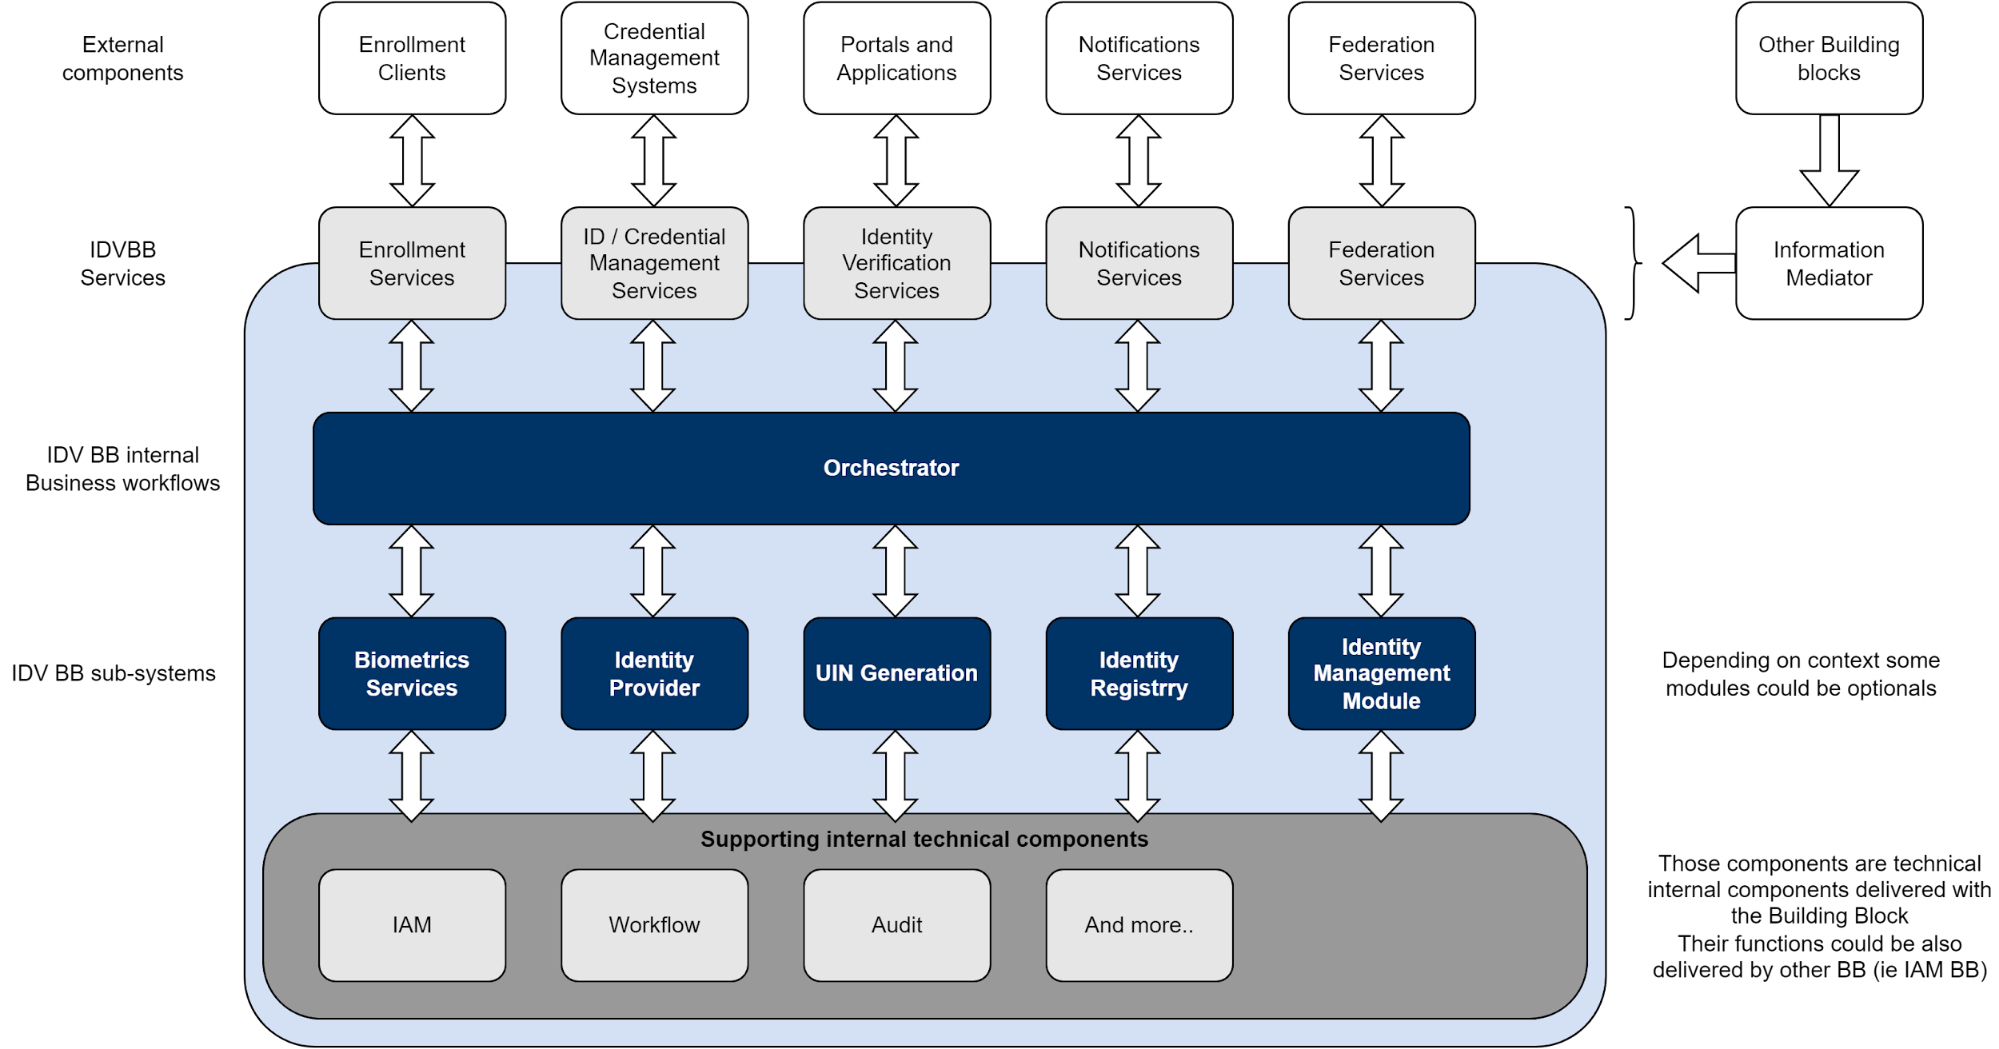 External
components
Enrollment
Clients
Credential
Management
Systems
Portals and
Applications
Notifications
Services
Federation
Services
Other Building
blocks
IDVBB
Services
Enrollment
Services
ID / Credential
Management
Services
Identity
Verification
Services
Notifications
Services
Federation
Services
Information
Mediator
IDV BB internal
Business workflows
Orchestrator
IDV BB sub-systems
Biometrics
Services
Identity
Provider
UIN Generation
Identity
Registrry
Identity
Management
Module
Depending on context some
modules could be optionals
Supporting internal technical components
IAM
Workflow
Audit
And more..
Those components are technical
internal components delivered with
the Building Block
Their functions could be also
delivered by other BB (ie IAM BB)